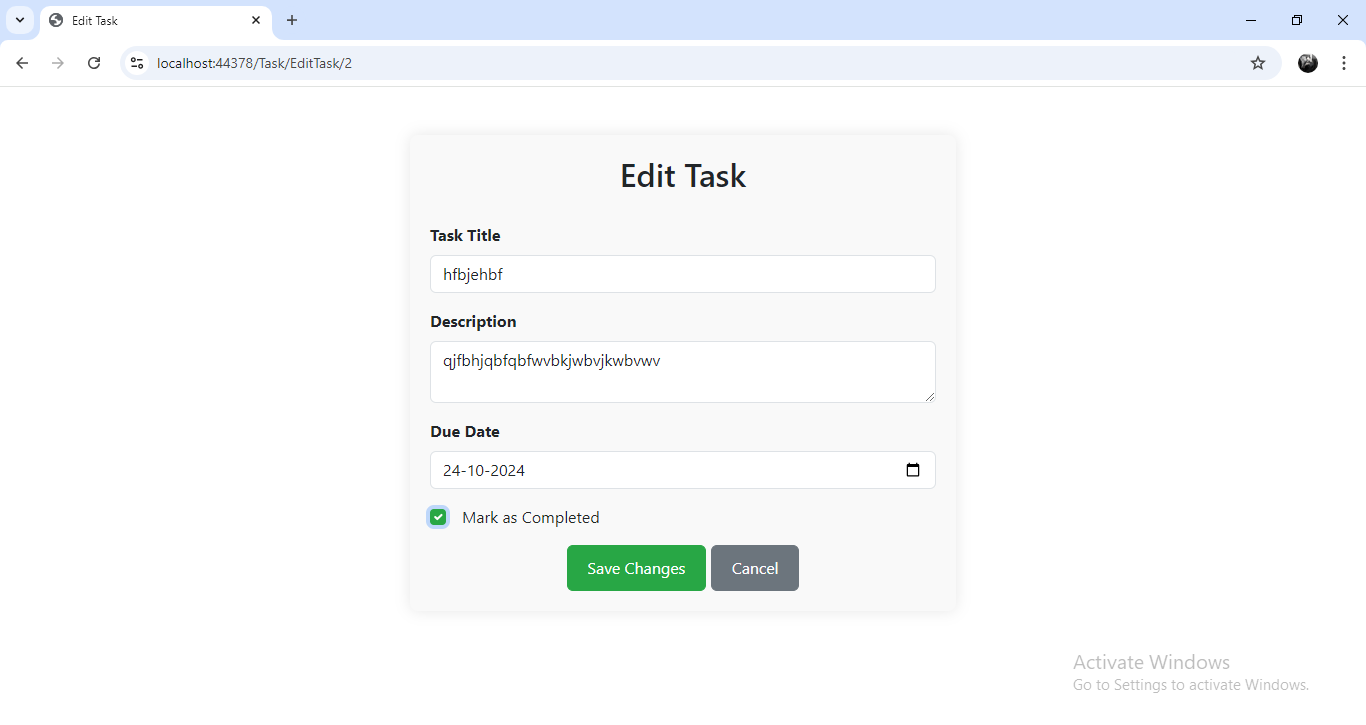 Edit Task
localhost:44378/Task/EditTask/2
Edit Task
Task Title
hfbjehbf
Description
qjfbhjqbfqbfwvbkjwbvjkwbvwv
Due Date
24-10-2024
Mark as Completed
Save Changes Cancel
Activate Windows
Go to Settings to activate Windows.